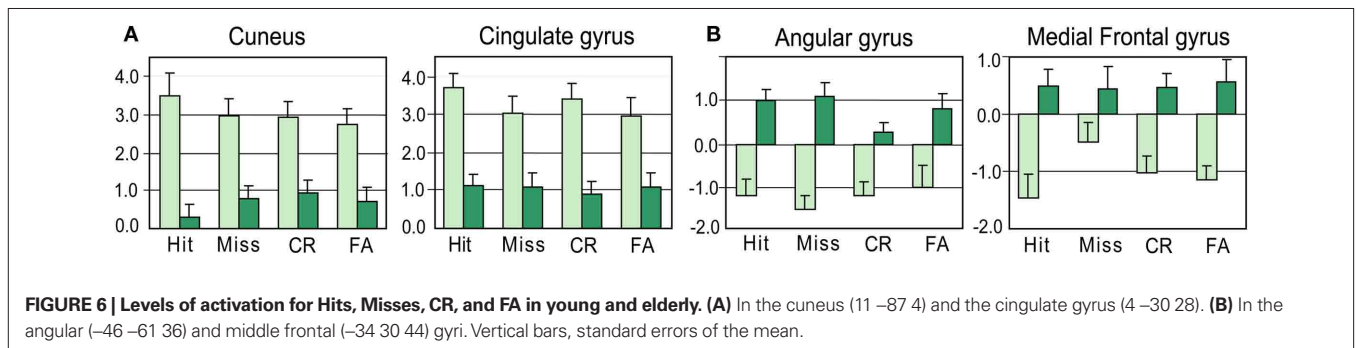 A Cuneus Cingulate gyrus B Angular gyrus Medial Frontal gyrus
4.0 3.0 2.0 1.0 0.0
Hit Miss CR FA
4.0 3.0 2.0 1.0 0.0
Hit Miss CR FA
1.0 0.0 -1.0 -2.0
Hit Miss CR FA
1.0 0.0 -1.0 -2.0
Hit Miss CR FA
FIGURE 6 | Levels of activation for Hits, Misses, CR, and FA in young and elderly. (A) In the cuneus (11 –87 4) and the cingulate gyrus (4 –30 28). (B) In the
angular (–46 –61 36) and middle frontal (–34 30 44) gyri. Vertical bars, standard errors of the mean.